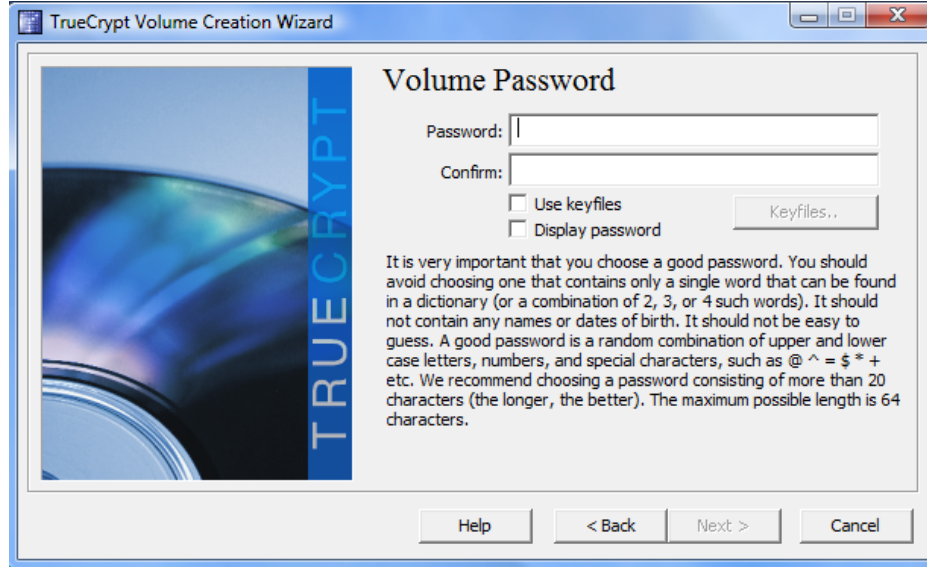 TrueCrypt Volume Creation Wizard
TRUECRYPT
Volume Password
Password:
Confirm:
Use keyfiles
Keyfiles..
Display password
It is very important that you choose a good password. You should
avoid choosing one that contains only a single word that can be found
in a dictionary (or a combination of 2, 3, or 4 such words). It should
not contain any names or dates of birth. It should not be easy to
guess. A good password is a random combination of upper and lower
case letters, numbers, and special characters, such as @ ^ = $ * +
etc. We recommend choosing a password consisting of more than 20
characters (the longer, the better). The maximum possible length is 64
characters.
Help
< Back
Next >
Cancel